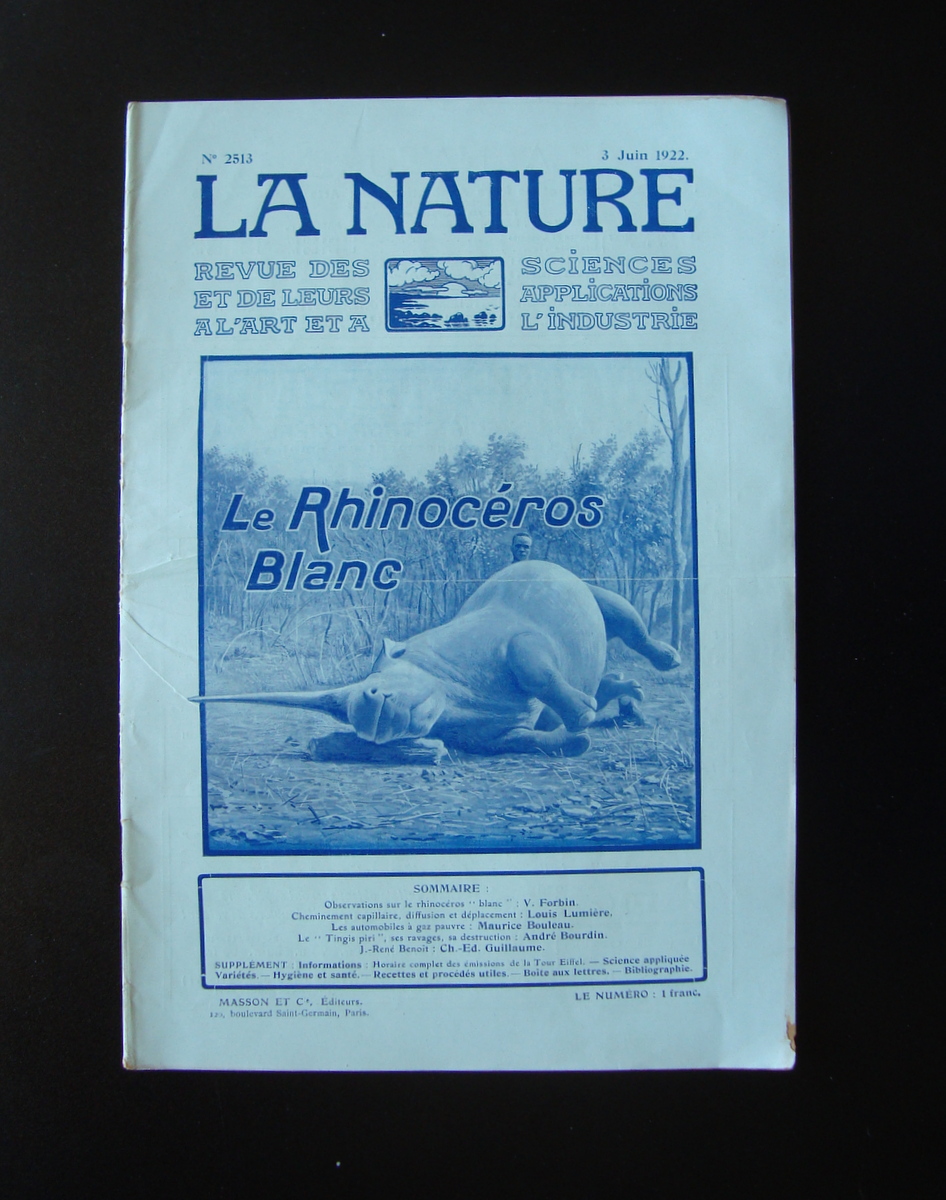 Nº 2513
3 Juin 1922.
LA NATURE
REVUE DES SCIENCES
ET DE LEURS APPLICATIONS
A L'ART ET A L'INDUSTRIE
Le Rhinocéros
Blanc
SOMMAIRE :
Observations sur le rhinocéros " blanc " : V. Forbin.
Cheminement capillaire, diffusion et déplacement : Louis Lumière.
Les automobiles à gaz pauvre : Maurice Bouleau.
Le " Tingis piri ", ses ravages, sa destruction : André Bourdin.
J.-René Benoît : Ch.-Ed. Guillaume.
SUPPLÉMENT : Informations : Horaire complet des émissions de la Tour Eiffel. — Science appliquée
Variétés. — Hygiène et santé. — Recettes et procédés utiles. — Boîte aux lettres. — Bibliographie.
MASSON ET Cie, Éditeurs.
120, boulevard Saint-Germain, Paris.
LE NUMÉRO : 1 franc.